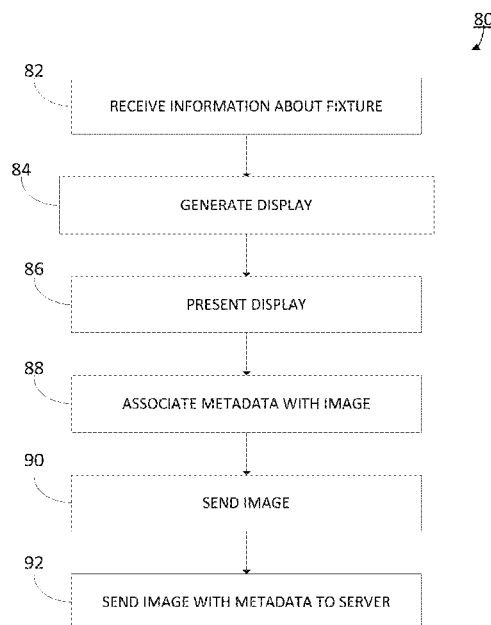 80
82
RECEIVE INFORMATION ABOUT FIXTURE
84
GENERATE DISPLAY
86
PRESENT DISPLAY
88
ASSOCIATE METADATA WITH IMAGE
90
SEND IMAGE
92
SEND IMAGE WITH METADATA TO SERVER